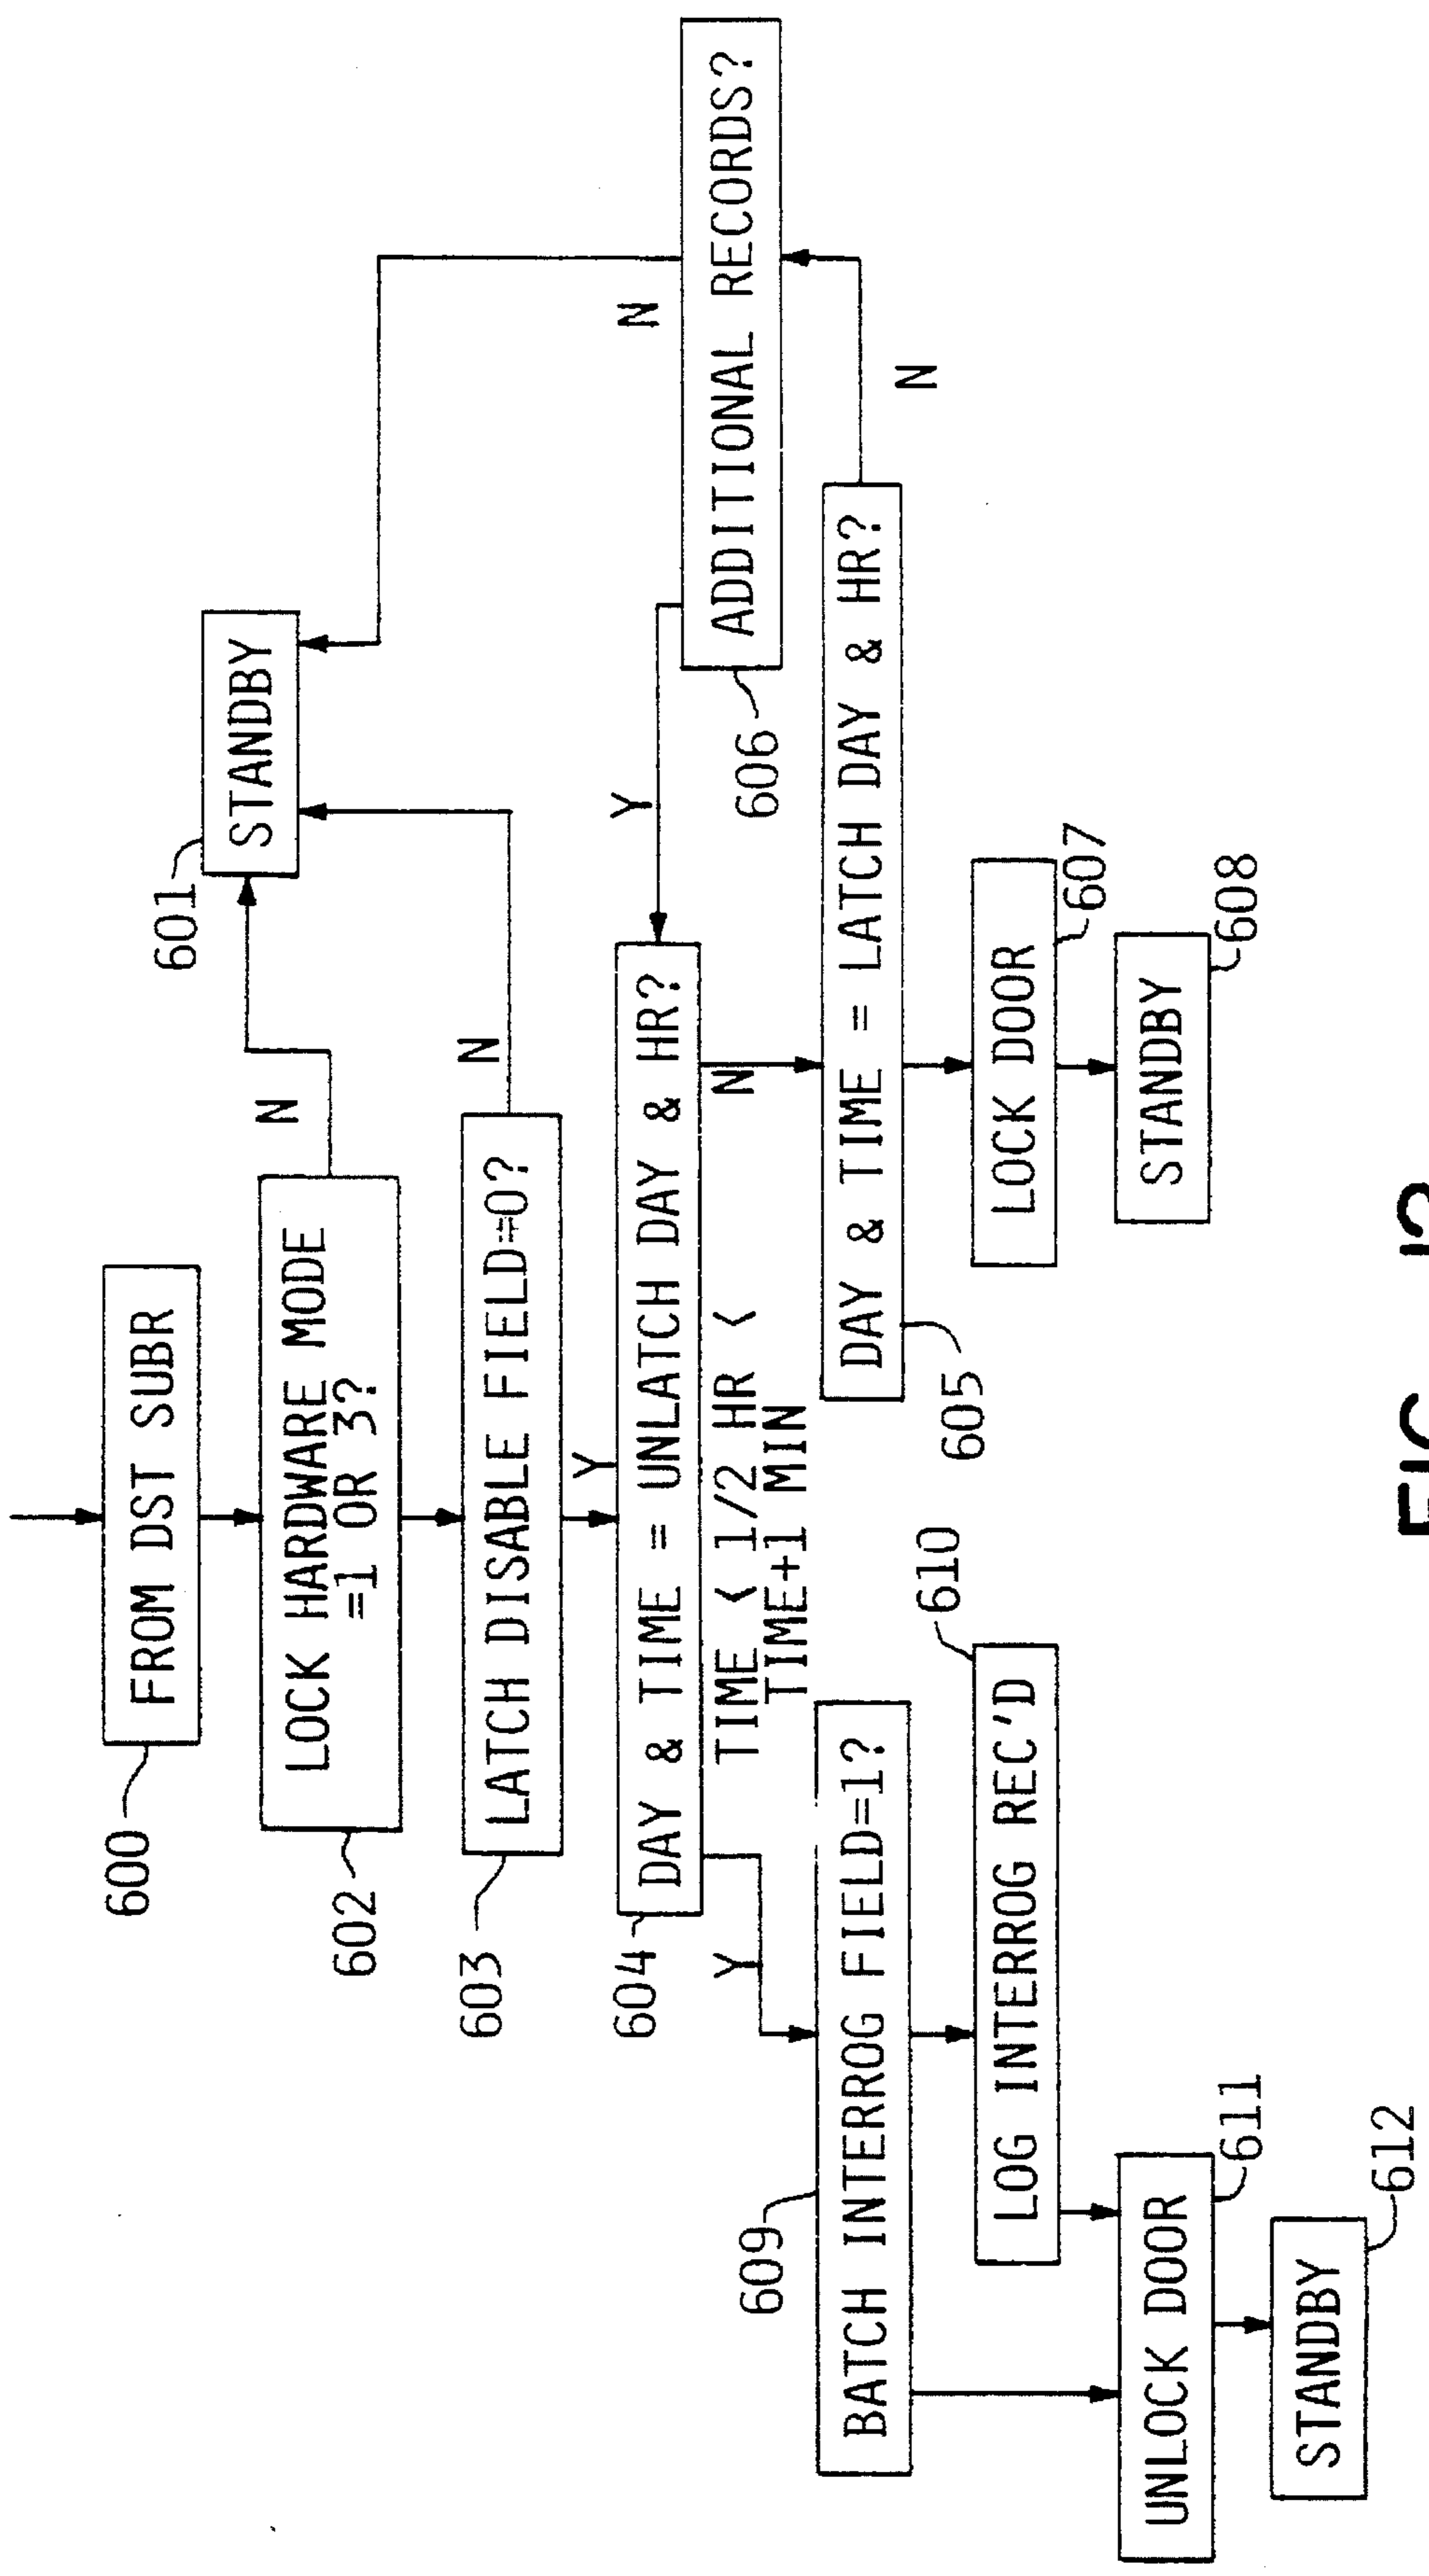 600
FROM DST SUBR
601
STANDBY
602
LOCK HARDWARE MODE
=1 OR 3?
N
603
LATCH DISABLE FIELD=0?
N
Y
604
DAY & TIME = UNLATCH DAY & HR?
Y
TIME < 1/2 HR <
TIME+1 MIN
N
Y
N
606
ADDITIONAL RECORDS?
605
DAY & TIME = LATCH DAY & HR?
N
609
BATCH INTERROG FIELD=1?
610
LOG INTERROG REC'D
LOCK DOOR
607
STANDBY
608
UNLOCK DOOR
611
STANDBY
612